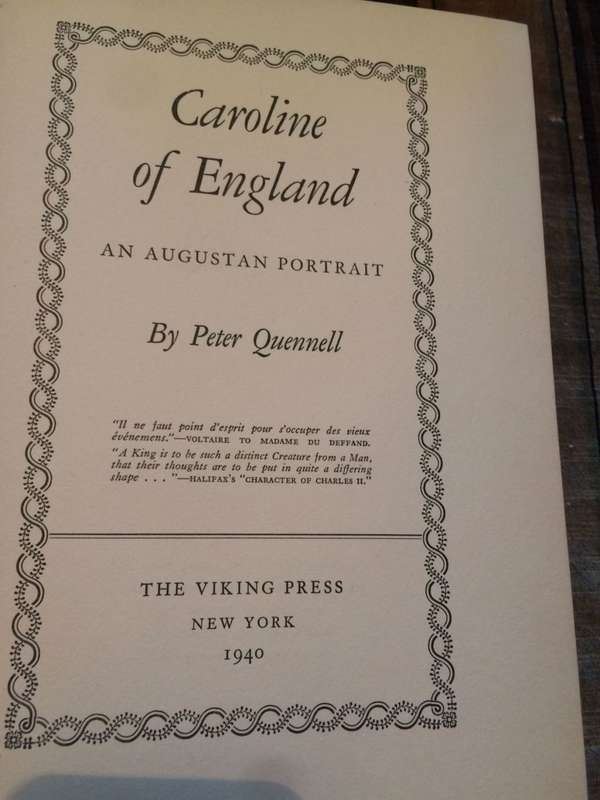 Caroline
of England
AN AUGUSTAN PORTRAIT
By Peter Quennell
"Il ne faut point d'esprit pour s'occuper des vieux
événemens."—VOLTAIRE TO MADAME DU DEFFAND.
"A King is to be such a distinct Creature from a Man,
that their thoughts are to be put in quite a differing
shape . . . "—HALIFAX'S "CHARACTER OF CHARLES II."
THE VIKING PRESS
NEW YORK
1940